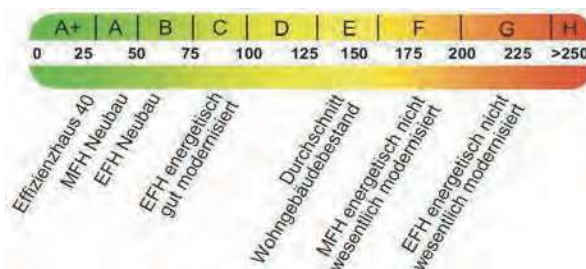 A+ A B C D E F G H
0 25 50 75 100 125 150 175 200 225 >250
Effizienzhaus 40
MFH Neubau
EFH Neubau
EFH energetisch
gut modernisiert
Durchschnitt
Wohngebäudebestand
MFH energetisch nicht
wesentlich modernisiert
EFH energetisch nicht
wesentlich modernisiert